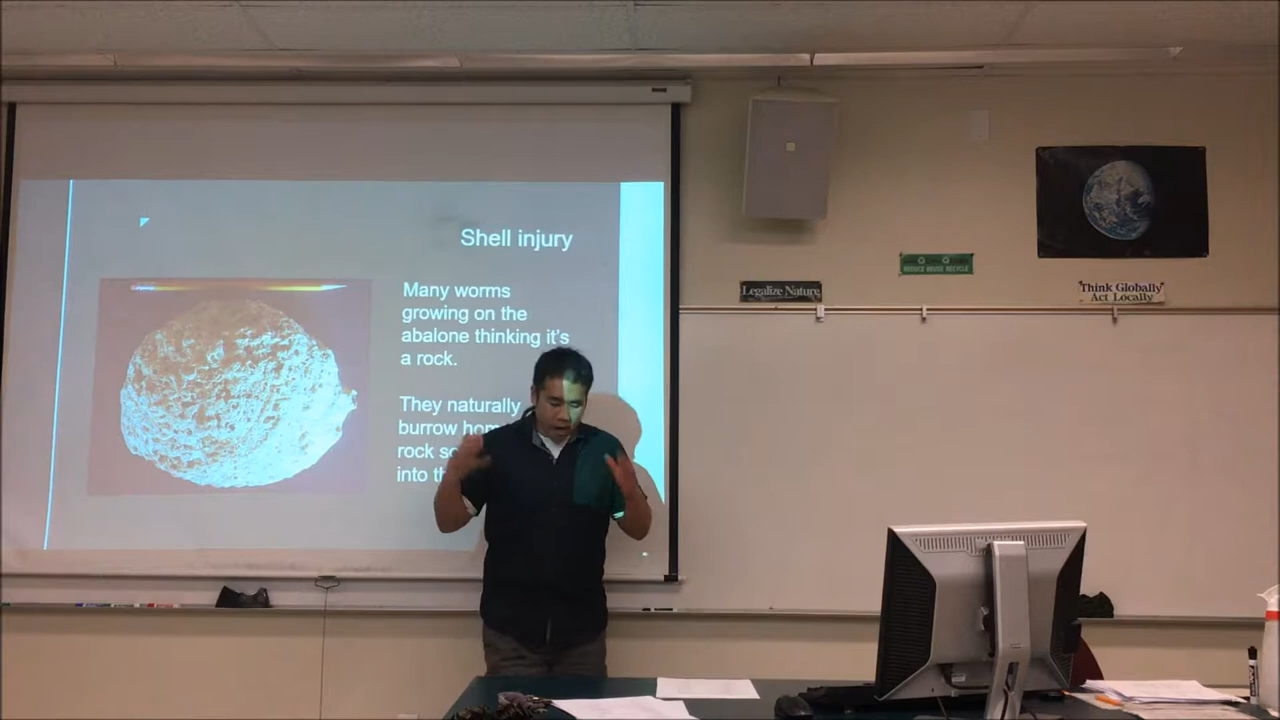 Shell injury
Many worms
growing on the
abalone thinking it's
a rock.
They naturally
burrow
rock
into
Legalize Nature
REDUCE REUSE RECYCLE
Think Globally
Act Locally